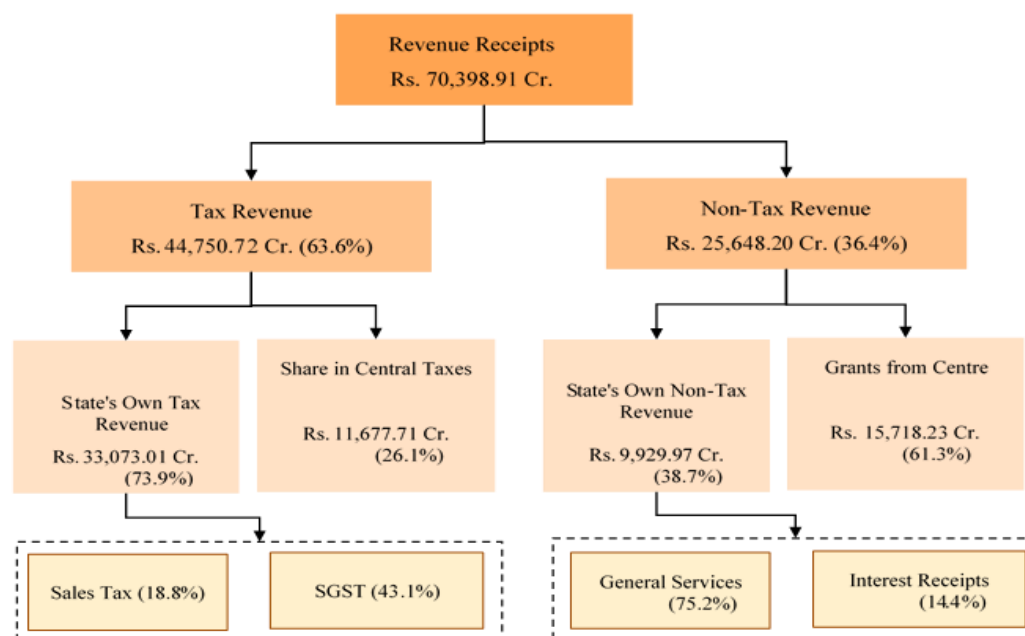 Revenue Receipts
Rs. 70,398.91 Cr.
Tax Revenue
Rs. 44,750.72 Cr. (63.6%)
Non-Tax Revenue
Rs. 25,648.20 Cr. (36.4%)
State's Own Tax
Revenue
Rs. 33,073.01 Cr.
(73.9%)
Share in Central Taxes
Rs. 11,677.71 Cr.
(26.1%)
State's Own Non-Tax
Revenue
Rs. 9,929.97 Cr.
(38.7%)
Grants from Centre
Rs. 15,718.23 Cr.
(61.3%)
Sales Tax (18.8%)
SGST (43.1%)
General Services
(75.2%)
Interest Receipts
(14.4%)